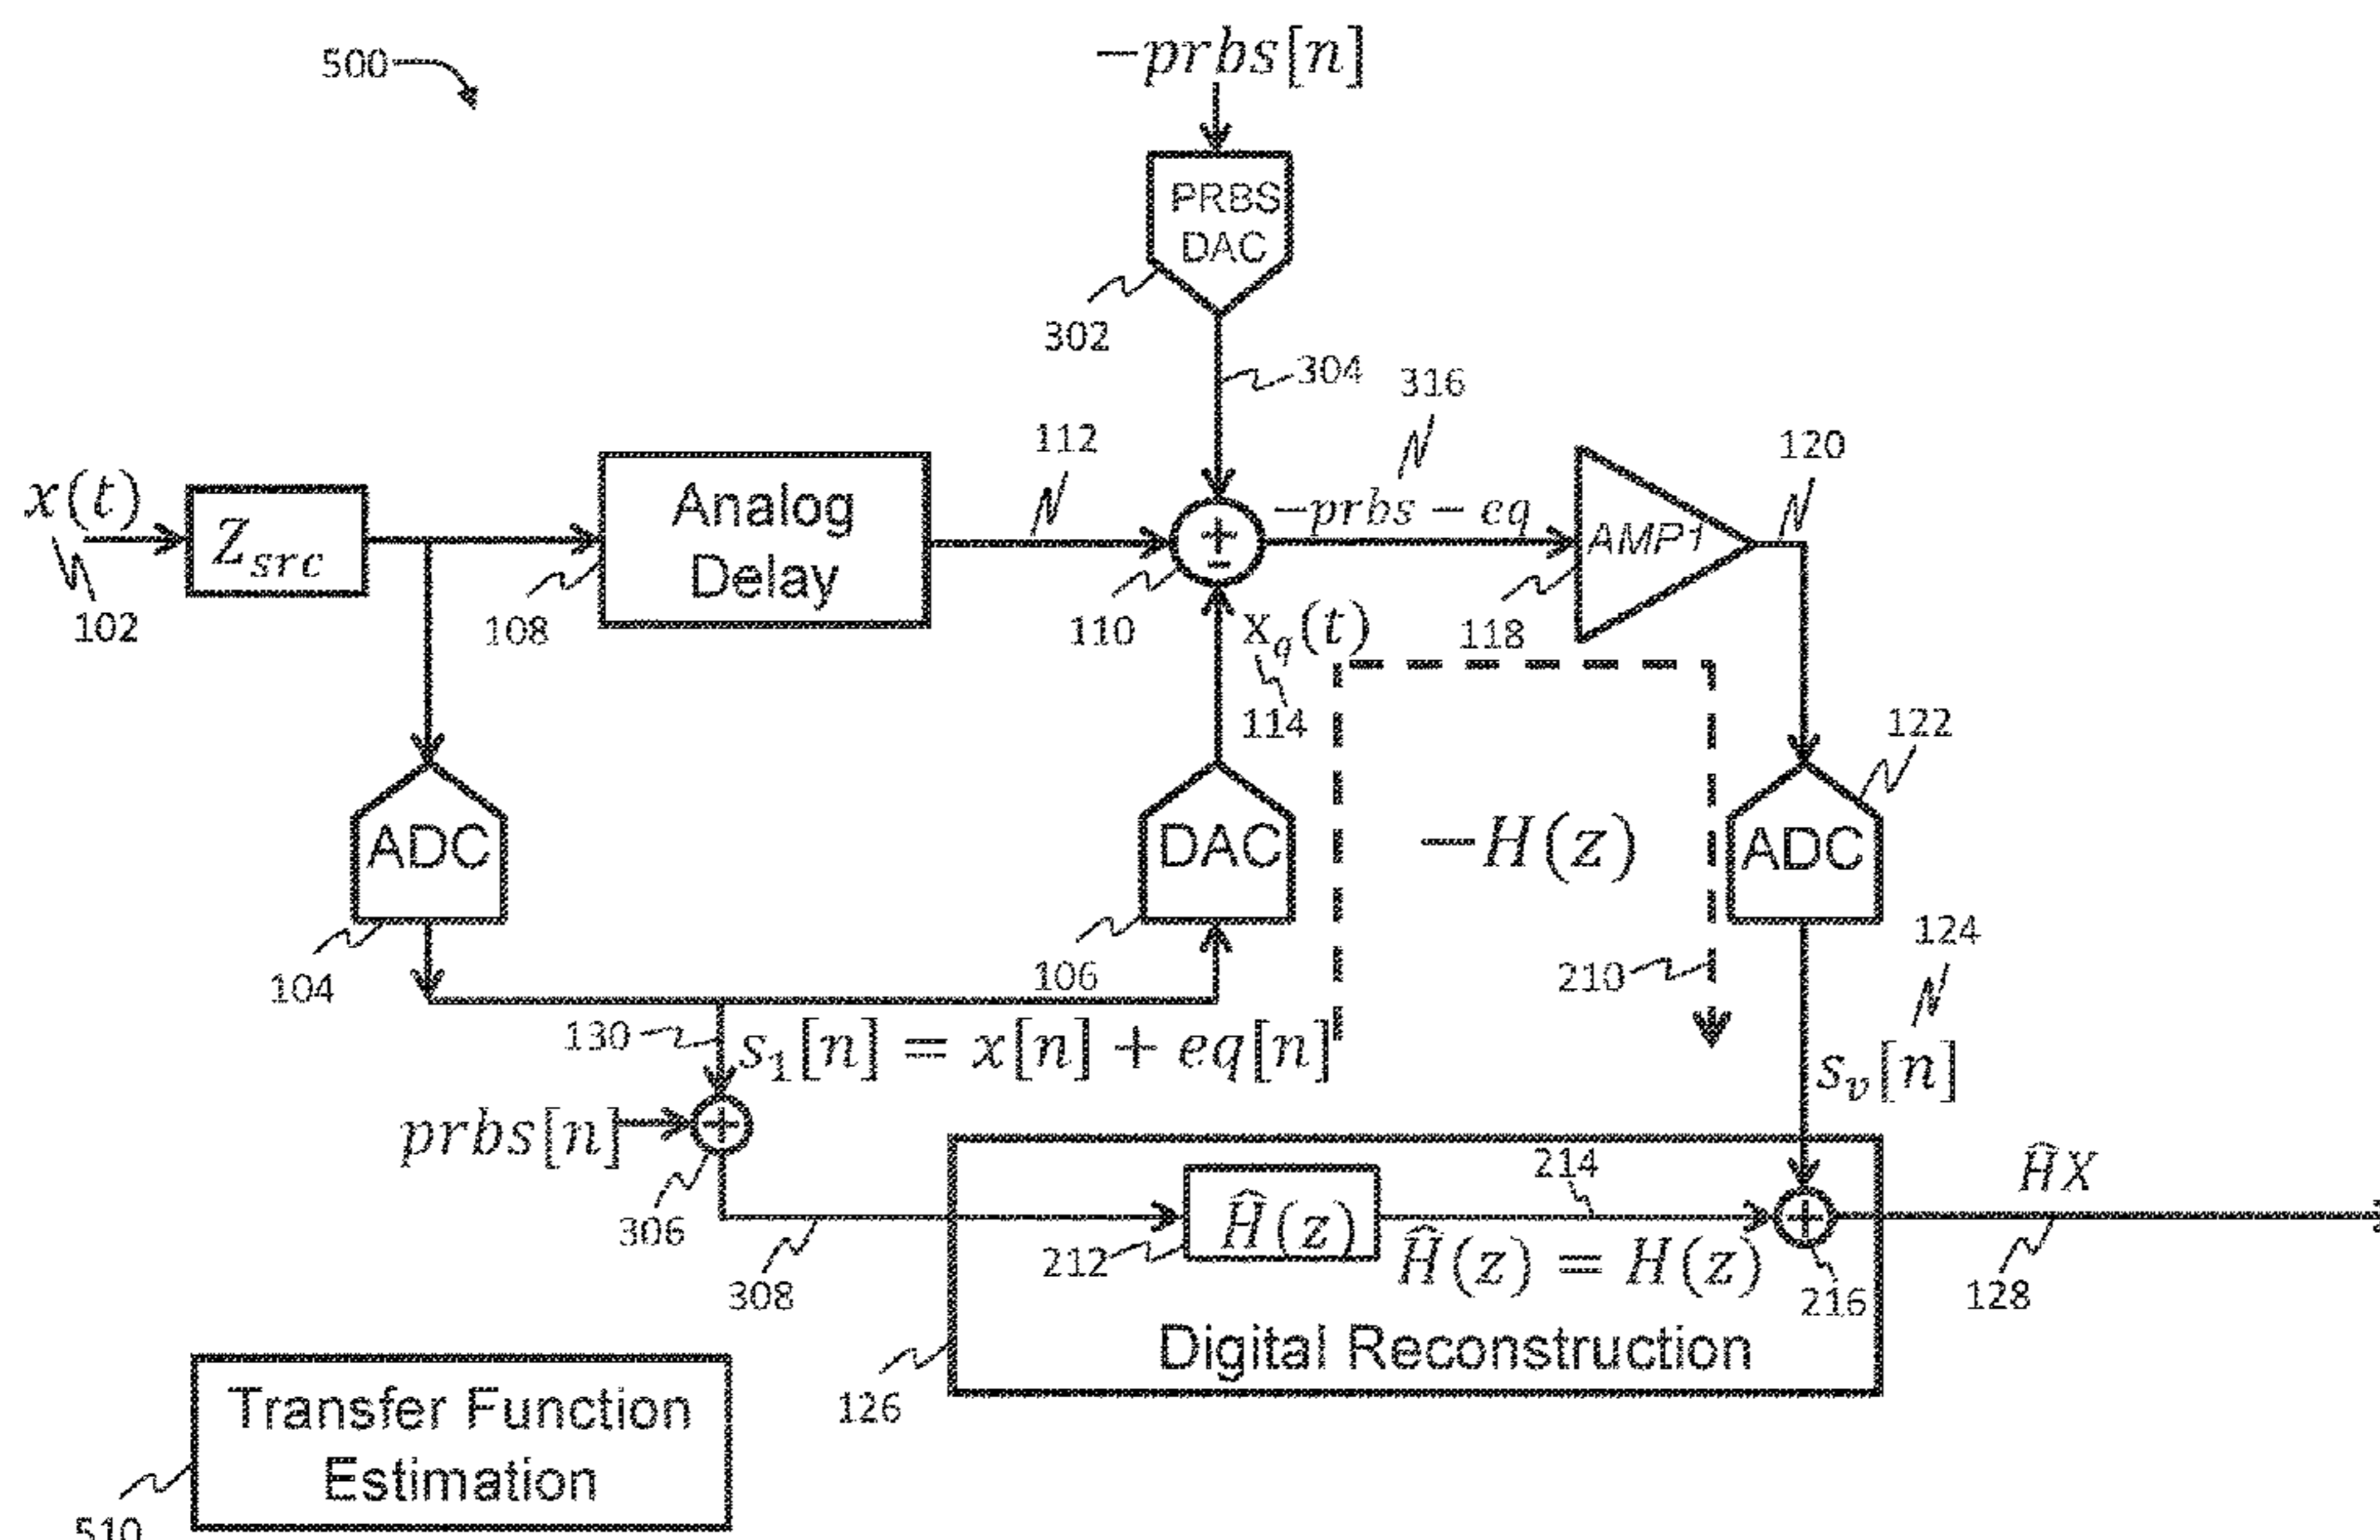 500
−prbs[n]
PRBS
DAC
302
304
316
112
120
x(t)
Z_src
Analog
Delay
+
−
−prbs − eq
AMP1
102
108
110
x_q(t)
118
114
122
ADC
DAC
−H(z)
ADC
104
106
210
124
130
s₁[n] = x[n] + eq[n]
s_v[n]
prbs[n]
+
214
ĤX
306
Ĥ(z)
+
212
Ĥ(z) = H(z)
308
216
128
Digital Reconstruction
126
Transfer Function
Estimation
510